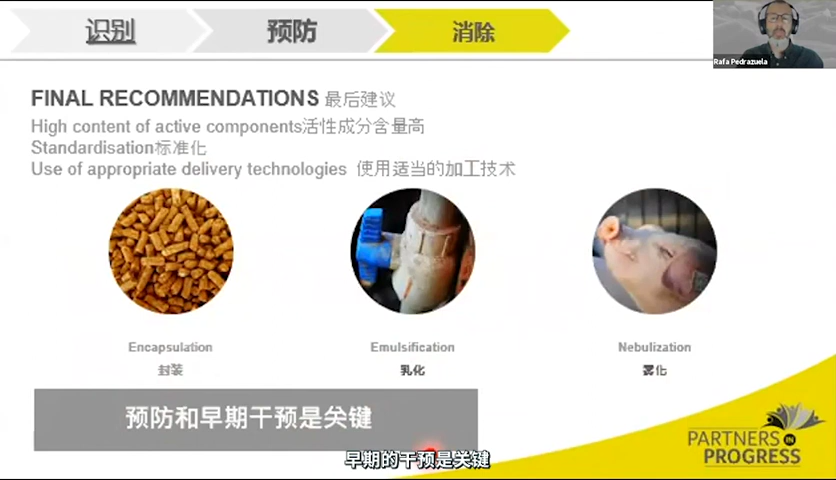 识别
预防
消除
Rafa Pedrazuela
FINAL RECOMMENDATIONS 最后建议
High content of active components活性成分含量高
Standardisation标准化
Use of appropriate delivery technologies 使用适当的加工技术
Encapsulation
封装
Emulsification
乳化
Nebulization
雾化
预防和早期干预是关键
早期的干预是关键
PARTNERS IN
PROGRESS